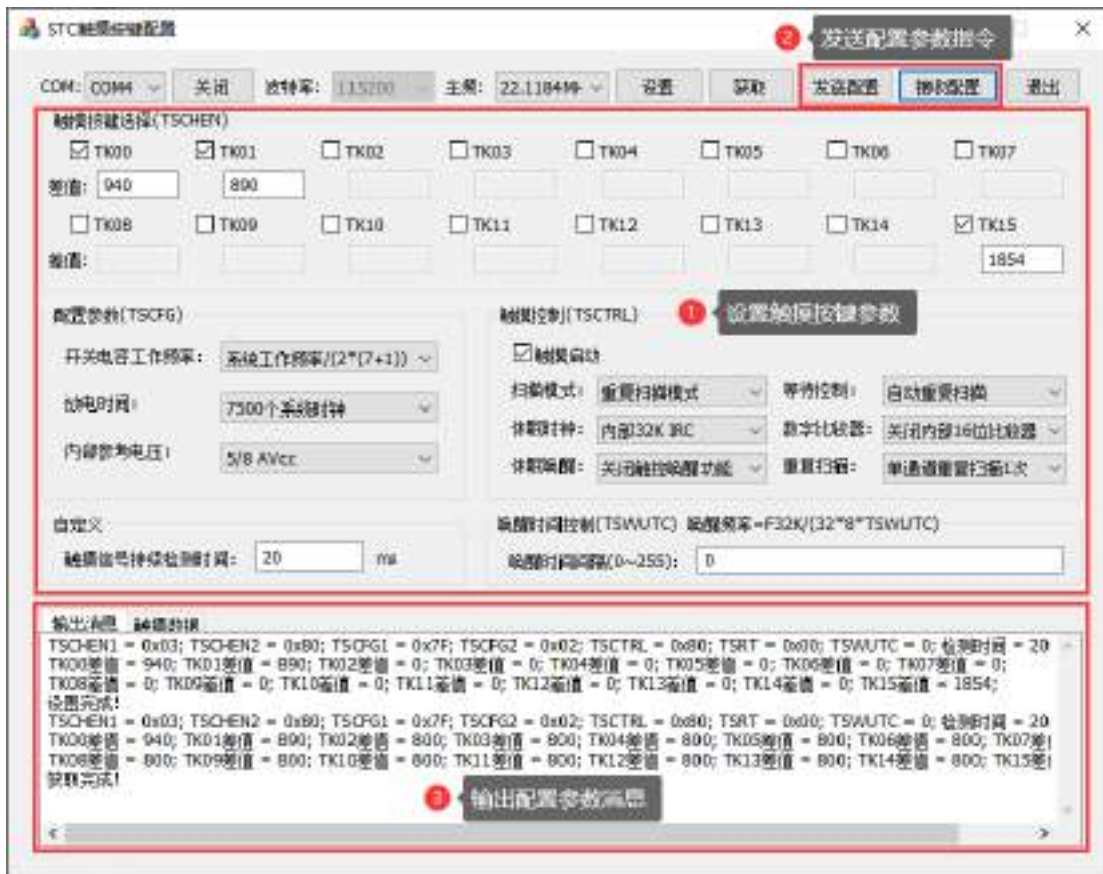 STC触摸按键配置
2 发送配置参数指令
COM: COM4 关闭 波特率: 115200 主频: 22.1184M 设置 获取 发送配置 接收配置 退出
触摸按键选择(TSCHEN)
TK00 TK01 TK02 TK03 TK04 TK05 TK06 TK07
差值: 940 890
TK08 TK09 TK10 TK11 TK12 TK13 TK14 TK15
差值: 1854
配置参数(TSCFG)
触摸控制(TSCTRL)
1 设置触摸按键参数
开关电容工作频率: 系统工作频率/(2*(7+1))
触摸启动
放电时间: 7500个系统时钟
扫描模式: 重复扫描模式 等待控制: 自动重复扫描
休眠时钟: 内部32K IRC 数字比较器: 关闭内部16位比较器
内部参考电压: 5/8 AVcc
休眠唤醒: 关闭触控唤醒功能 重复扫描: 单通道重复扫描1次
自定义
唤醒时间控制(TSWUTC) 唤醒频率=F32K/(32*8*TSWUTC)
触摸信号持续检测时间: 20 ms
唤醒时间间隔(0~255): 0
输出消息 触摸数据
TSCHEN1 = 0x03; TSCHEN2 = 0x80; TSCFG1 = 0x7F; TSCFG2 = 0x02; TSCTRL = 0x80; TSRT = 0x00; TSWUTC = 0; 检测时间 = 20
TK00差值 = 940; TK01差值 = 890; TK02差值 = 0; TK03差值 = 0; TK04差值 = 0; TK05差值 = 0; TK06差值 = 0; TK07差值 = 0;
TK08差值 = 0; TK09差值 = 0; TK10差值 = 0; TK11差值 = 0; TK12差值 = 0; TK13差值 = 0; TK14差值 = 0; TK15差值 = 1854;
设置完成!
TSCHEN1 = 0x03; TSCHEN2 = 0x80; TSCFG1 = 0x7F; TSCFG2 = 0x02; TSCTRL = 0x80; TSRT = 0x00; TSWUTC = 0; 检测时间 = 20
TK00差值 = 940; TK01差值 = 890; TK02差值 = 800; TK03差值 = 800; TK04差值 = 800; TK05差值 = 800; TK06差值 = 800; TK07差值
TK08差值 = 800; TK09差值 = 800; TK10差值 = 800; TK11差值 = 800; TK12差值 = 800; TK13差值 = 800; TK14差值 = 800; TK15差值
获取完成!
3 输出配置参数消息